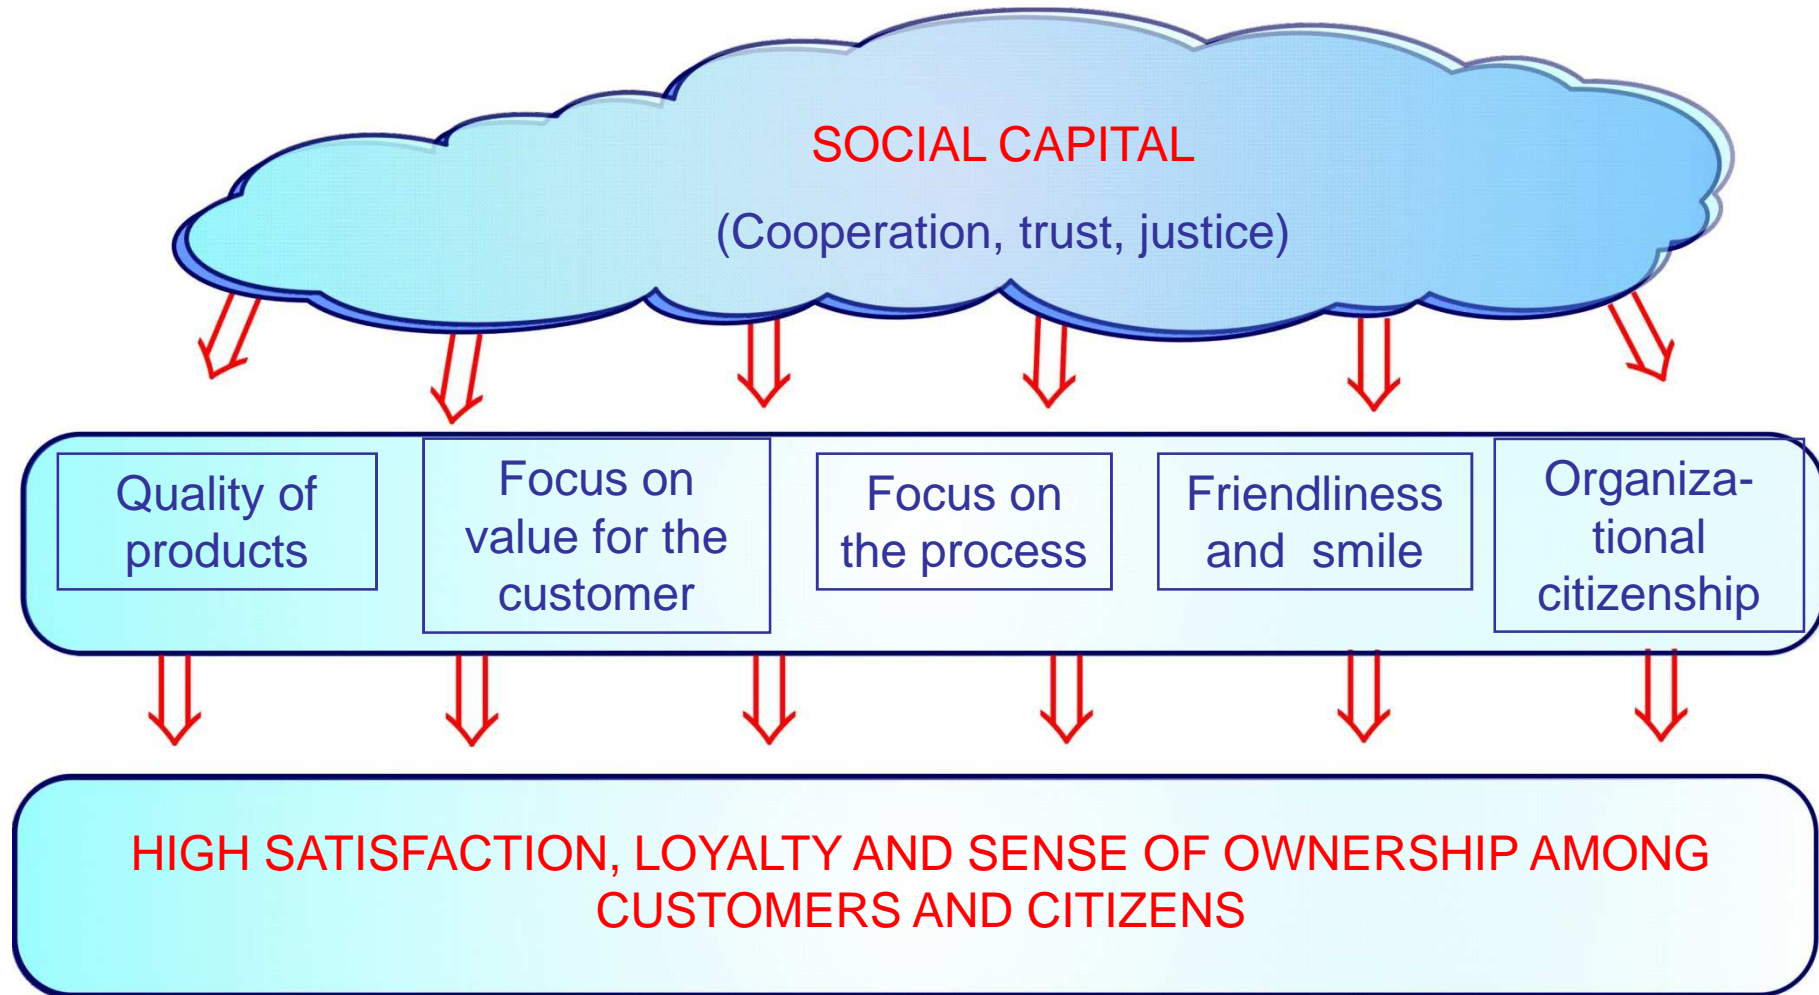 SOCIAL CAPITAL
(Cooperation, trust, justice)
Quality of
products
Focus on
value for the
customer
Focus on
the process
Friendliness
and smile
Organiza-
tional
citizenship
HIGH SATISFACTION, LOYALTY AND SENSE OF OWNERSHIP AMONG
CUSTOMERS AND CITIZENS